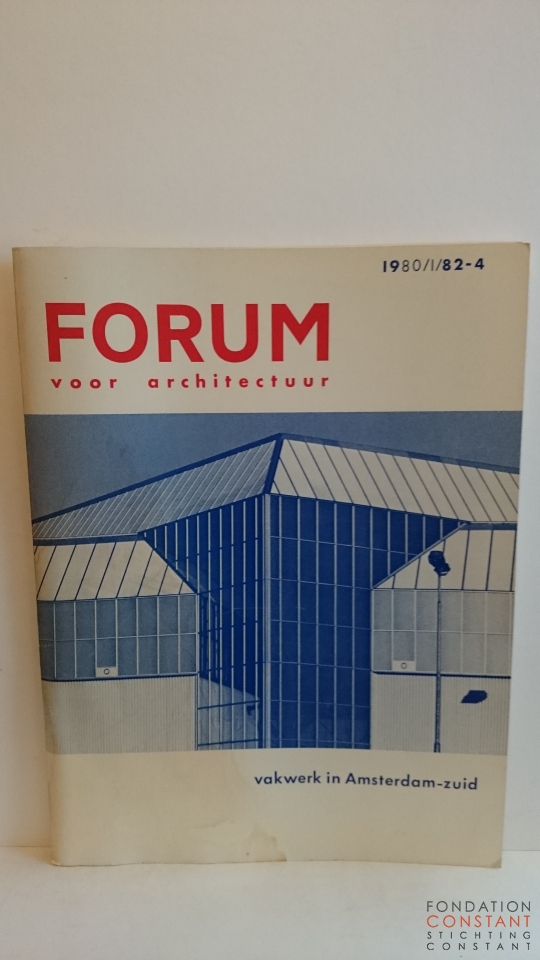 1980/1/82-4
FORUM
voor architectuur
vakwerk in Amsterdam-zuid
FONDATION
CONSTANT
STICHTING
CONSTANT